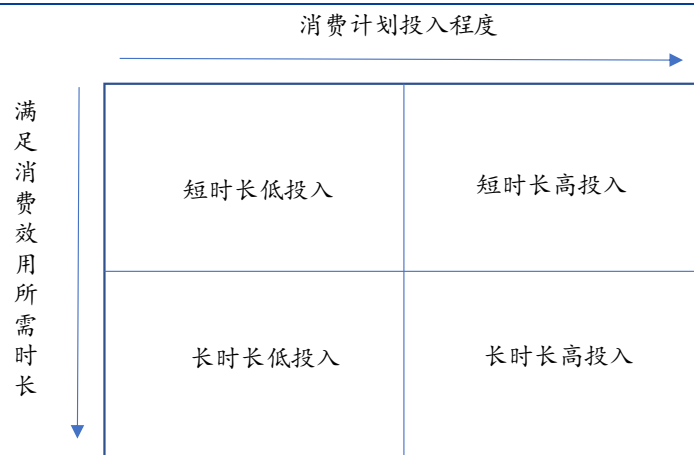 消费计划投入程度
满足消费效用所需时长
短时长低投入
短时长高投入
长时长低投入
长时长高投入